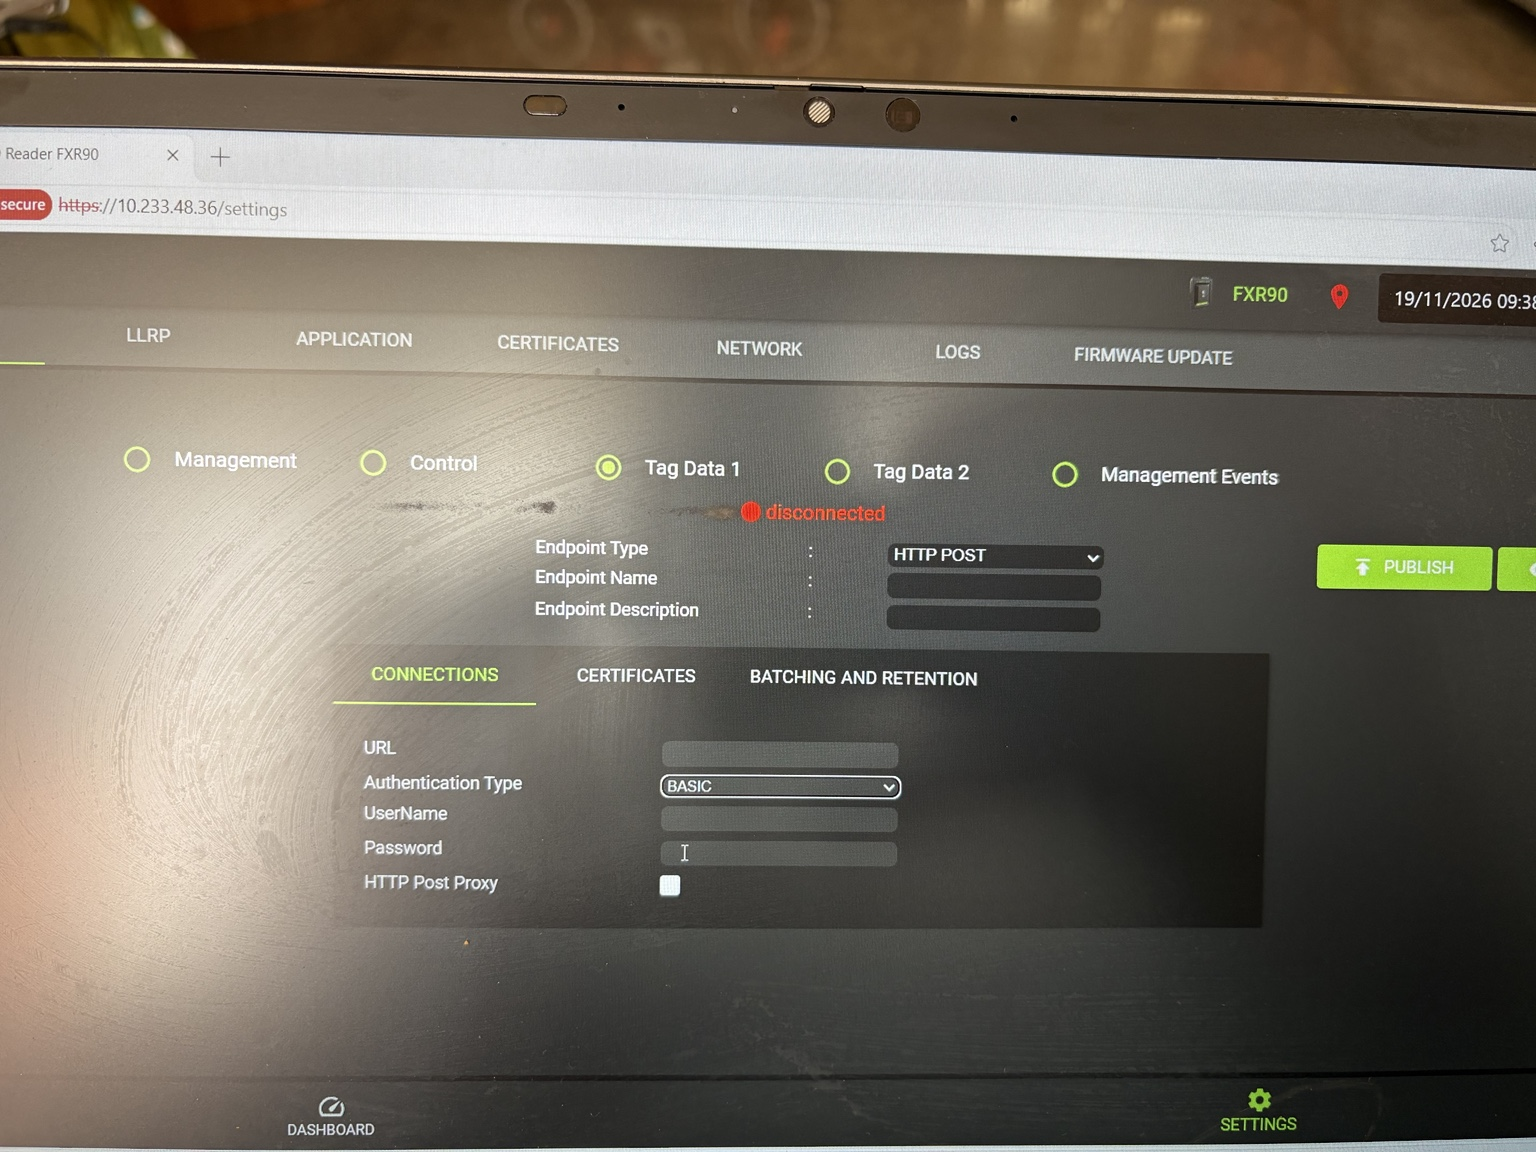 Reader FXR90
secure https://10.233.48.36/settings
FXR90 19/11/2026
LLRP APPLICATION CERTIFICATES NETWORK LOGS FIRMWARE UPDATE
Management Control Tag Data 1 Tag Data 2 Management Events
disconnected
Endpoint Type : HTTP POST
Endpoint Name :
Endpoint Description :
PUBLISH
CONNECTIONS CERTIFICATES BATCHING AND RETENTION
URL
Authentication Type BASIC
UserName
Password
HTTP Post Proxy
DASHBOARD SETTINGS